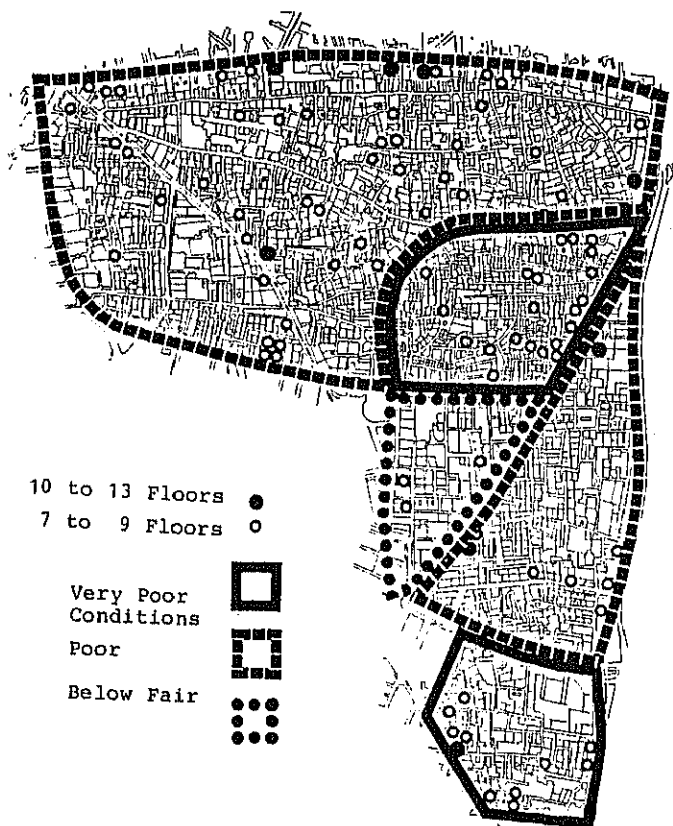 10 to 13 Floors
7 to 9 Floors
Very Poor
Conditions
Poor
Below Fair